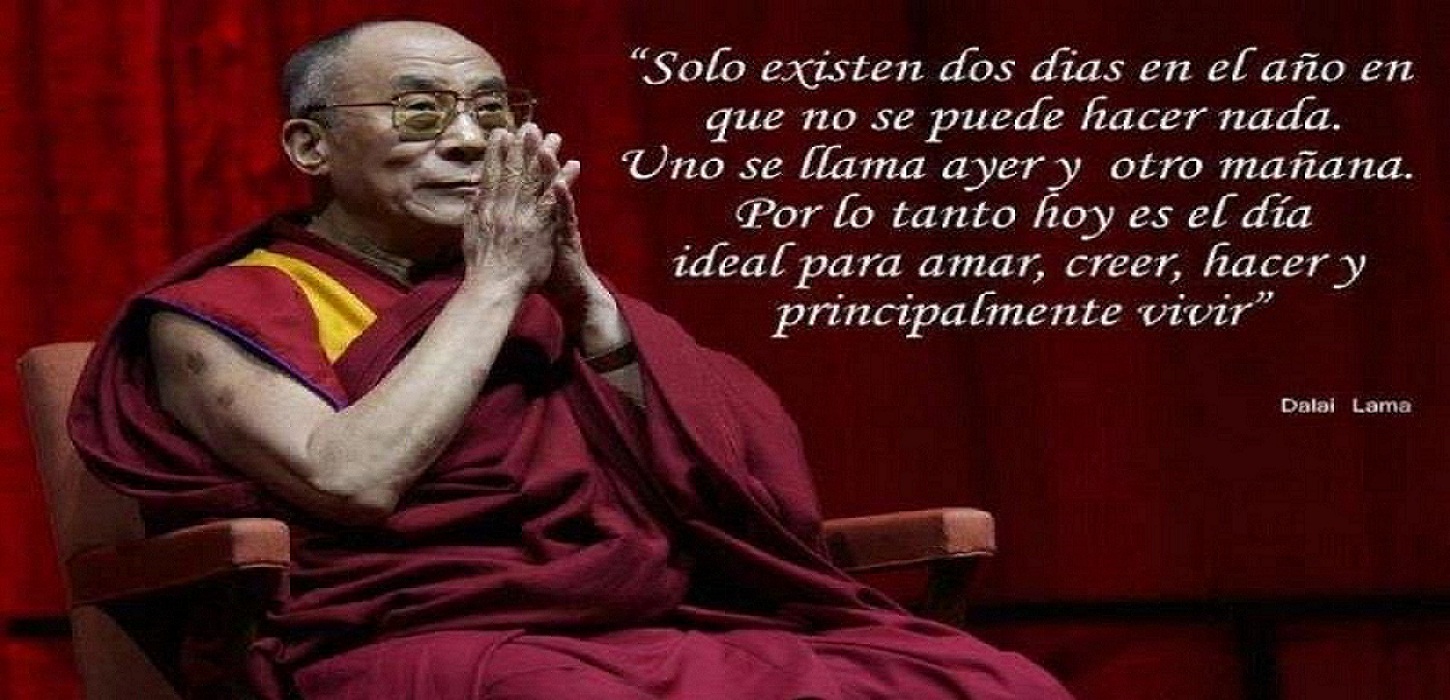 “Solo existen dos dias en el año en
que no se puede hacer nada.
Uno se llama ayer y otro mañana.
Por lo tanto hoy es el día
ideal para amar, creer, hacer y
principalmente vivir”
Dalai Lama